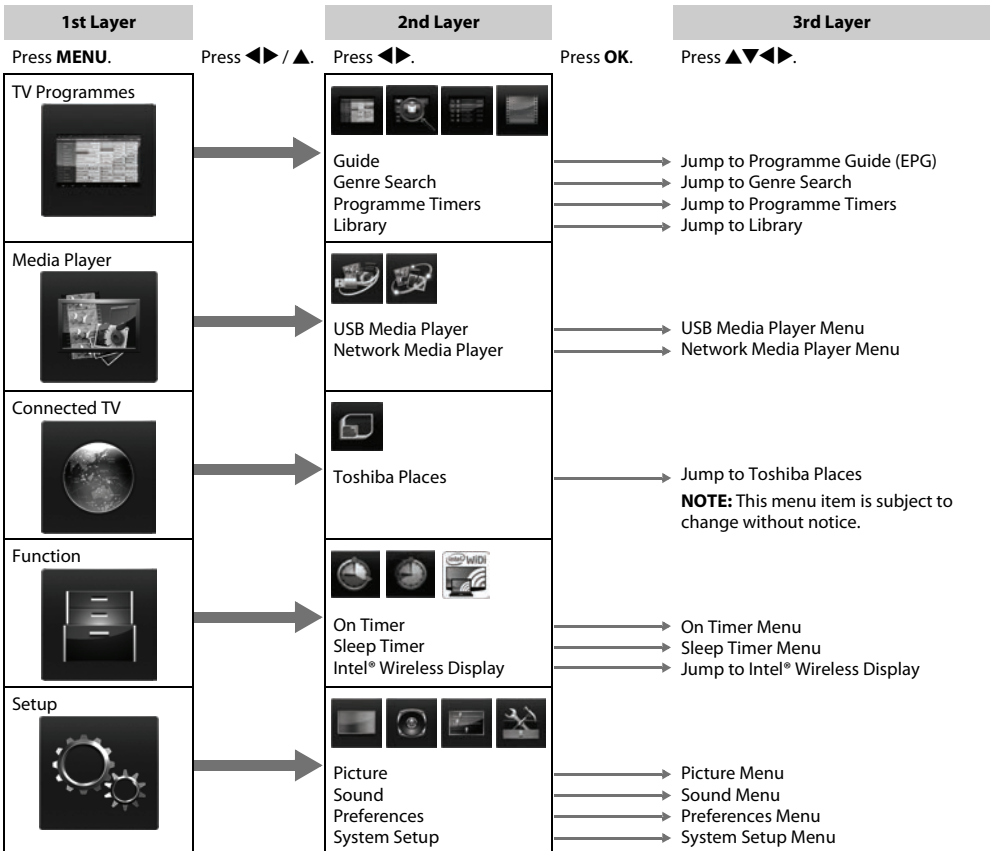 1st Layer
2nd Layer
3rd Layer
Press MENU.
Press ◀▶ / ▲.
Press ◀▶.
Press OK.
Press ▲▼◀▶.
TV Programmes
Guide
Genre Search
Programme Timers
Library
Jump to Programme Guide (EPG)
Jump to Genre Search
Jump to Programme Timers
Jump to Library
Media Player
USB Media Player
Network Media Player
USB Media Player Menu
Network Media Player Menu
Connected TV
Toshiba Places
Jump to Toshiba Places
NOTE: This menu item is subject to
change without notice.
Function
intel WiDi
On Timer
Sleep Timer
Intel® Wireless Display
On Timer Menu
Sleep Timer Menu
Jump to Intel® Wireless Display
Setup
Picture
Sound
Preferences
System Setup
Picture Menu
Sound Menu
Preferences Menu
System Setup Menu